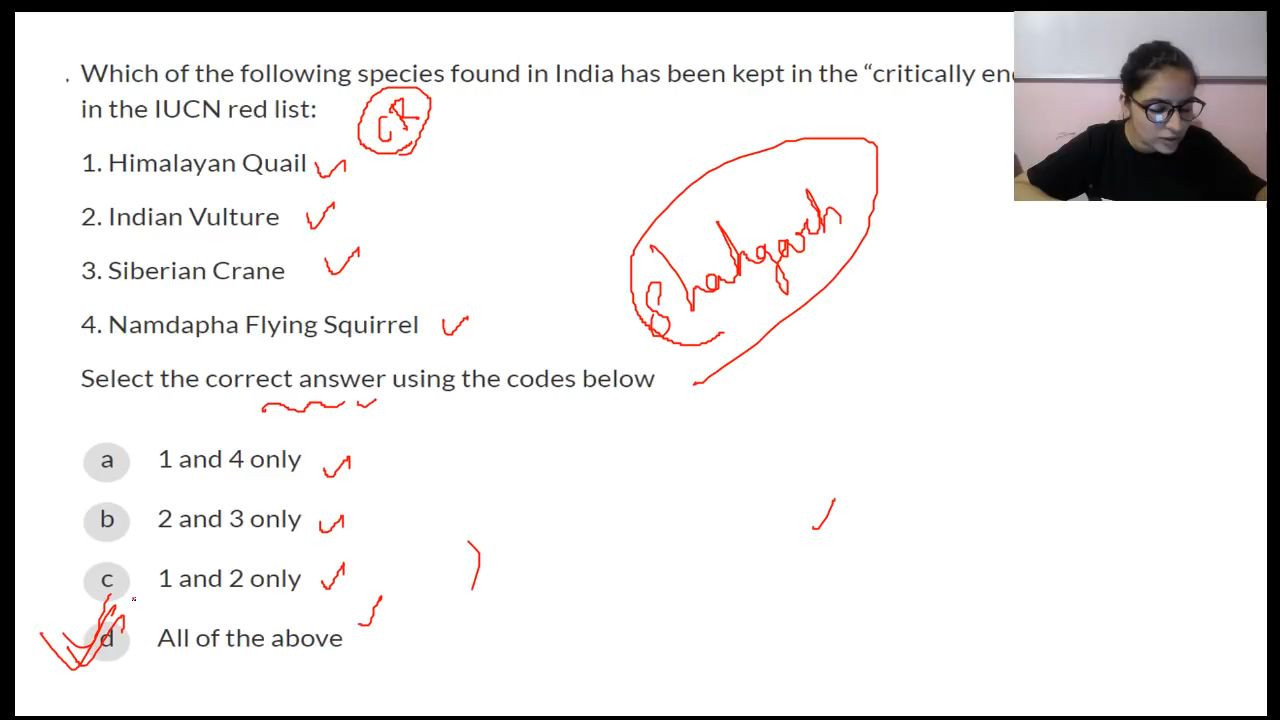 . Which of the following species found in India has been kept in the “critically en
in the IUCN red list:
CR
1. Himalayan Quail
2. Indian Vulture
3. Siberian Crane
4. Namdapha Flying Squirrel
Select the correct answer using the codes below
a 1 and 4 only
b 2 and 3 only
c 1 and 2 only
d All of the above